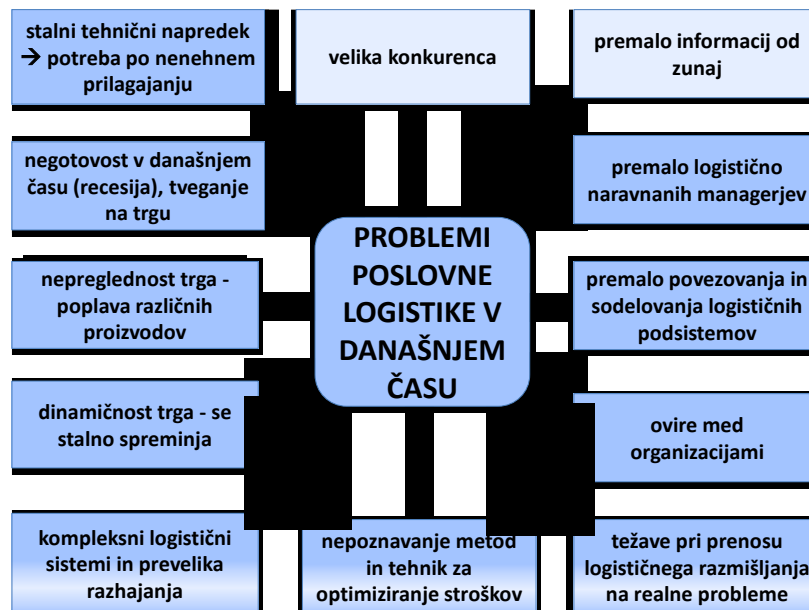 stalni tehnični napredek
→ potreba po nenehnem
prilagajanju
velika konkurenca
premalo informacij od
zunaj
negotovost v današnjem
času (recesija), tveganje
na trgu
premalo logistično
naravnanih managerjev
PROBLEMI
POSLOVNE
LOGISTIKE V
DANAŠNJEM
ČASU
nepreglednost trga -
poplava različnih
proizvodov
premalo povezovanja in
sodelovanja logističnih
podsistemov
dinamičnost trga - se
stalno spreminja
ovire med
organizacijami
kompleksni logistični
sistemi in prevelika
razhajanja
nepoznavanje metod
in tehnik za
optimiziranje stroškov
težave pri prenosu
logističnega razmišljanja
na realne probleme